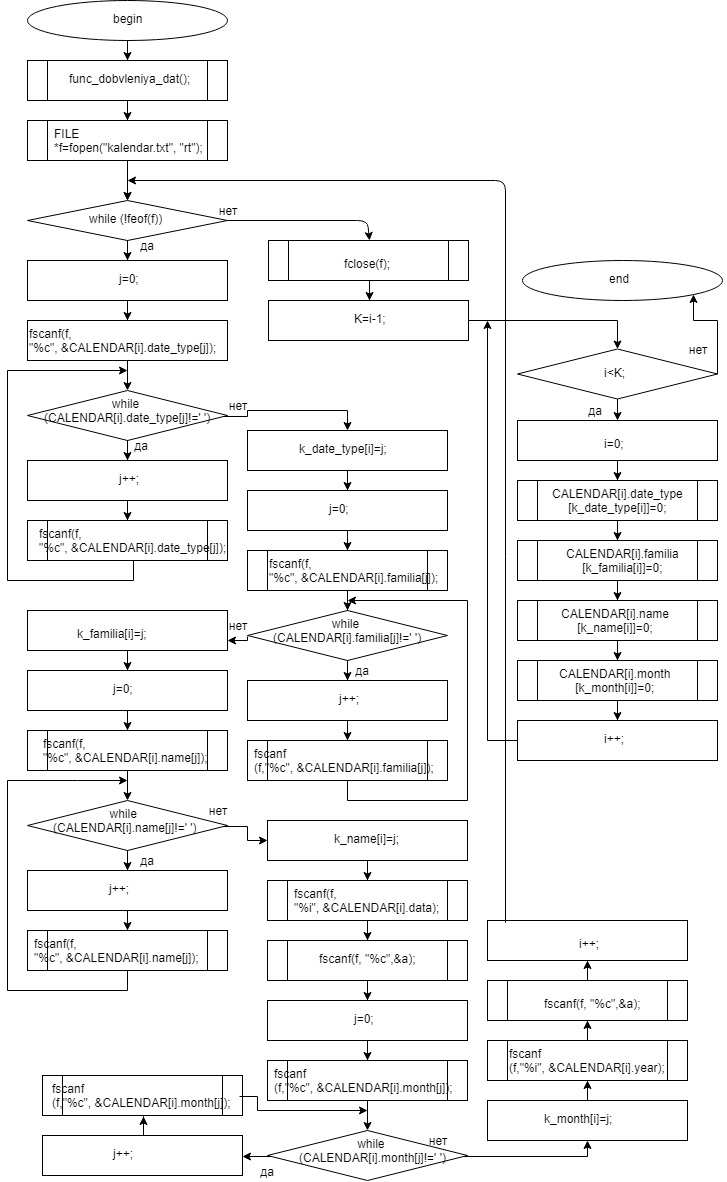 begin
func_dobvleniya_dat();
FILE
*f=fopen("kalendar.txt", "rt");
while (!feof(f))
нет
да
j=0;
fscanf(f,
"%c", &CALENDAR[i].date_type[j]);
while
(CALENDAR[i].date_type[j]!=' ')
нет
да
j++;
fscanf(f,
"%c", &CALENDAR[i].date_type[j]);
k_date_type[i]=j;
j=0;
fscanf(f,
"%c", &CALENDAR[i].familia[j]);
while
(CALENDAR[i].familia[j]!=' ')
нет
да
j++;
fscanf
(f,"%c", &CALENDAR[i].familia[j]);
k_familia[i]=j;
j=0;
fscanf(f,
"%c", &CALENDAR[i].name[j]);
while
(CALENDAR[i].name[j]!=' ')
нет
да
j++;
fscanf(f,
"%c", &CALENDAR[i].name[j]);
k_name[i]=j;
fscanf(f,
"%i", &CALENDAR[i].data);
fscanf(f, "%c",&a);
j=0;
fscanf
(f,"%c", &CALENDAR[i].month[j]);
while
(CALENDAR[i].month[j]!=' ')
нет
да
j++;
fscanf
(f,"%c", &CALENDAR[i].month[j]);
k_month[i]=j;
fscanf
(f,"%i", &CALENDAR[i].year);
fscanf(f, "%c",&a);
i++;
fclose(f);
K=i-1;
i<K;
нет
да
end
i=0;
CALENDAR[i].date_type
[k_date_type[i]]=0;
CALENDAR[i].familia
[k_familia[i]]=0;
CALENDAR[i].name
[k_name[i]]=0;
CALENDAR[i].month
[k_month[i]]=0;
i++;